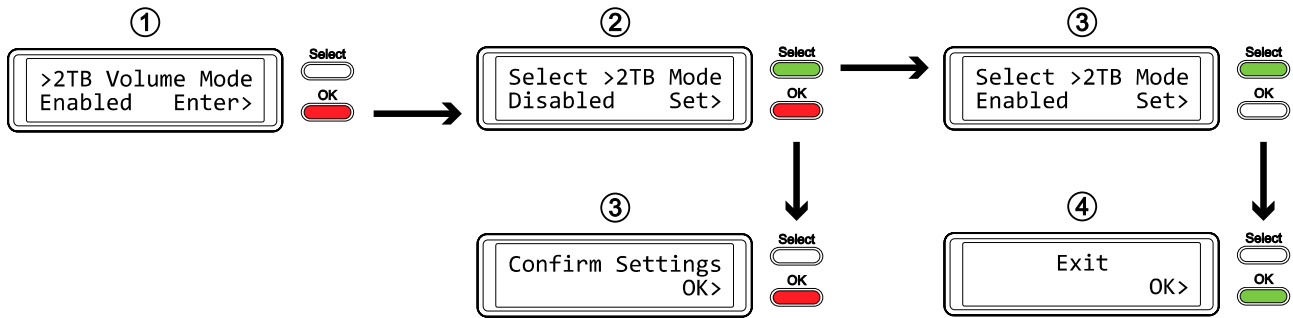 ①
>2TB Volume Mode
Enabled Enter>
Select
OK
②
Select >2TB Mode
Disabled Set>
Select
OK
③
Select >2TB Mode
Enabled Set>
Select
OK
③
Confirm Settings
OK>
Select
OK
④
Exit
OK>
Select
OK